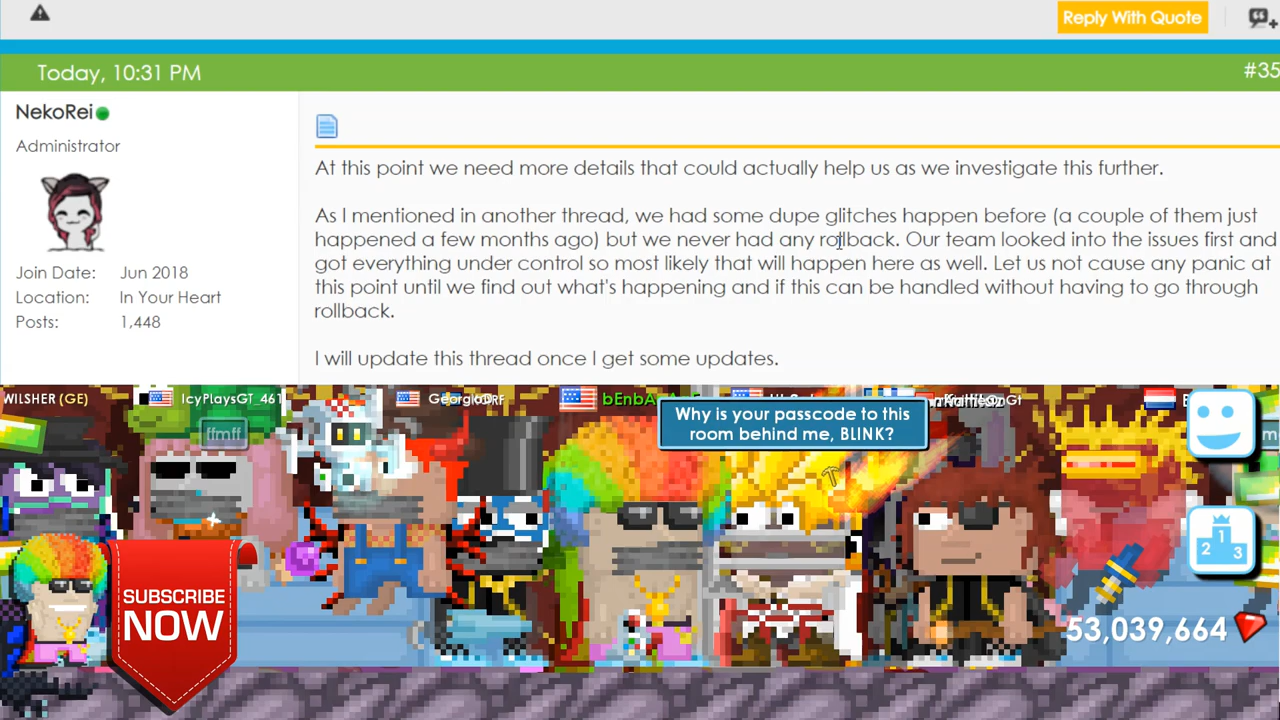 Reply With Quote
Today, 10:31 PM
#35
NekoRei
Administrator
Join Date: Jun 2018
Location: In Your Heart
Posts: 1,448
At this point we need more details that could actually help us as we investigate this further.
As I mentioned in another thread, we had some dupe glitches happen before (a couple of them just
happened a few months ago) but we never had any rollback. Our team looked into the issues first and
got everything under control so most likely that will happen here as well. Let us not cause any panic at
this point until we find out what's happening and if this can be handled without having to go through
rollback.
I will update this thread once I get some updates.
WILSHER (GE)
IcyPlaysGT_461
ffmff
Why is your passcode to this
room behind me, BLINK?
1
2 3
SUBSCRIBE
NOW
53,039,664